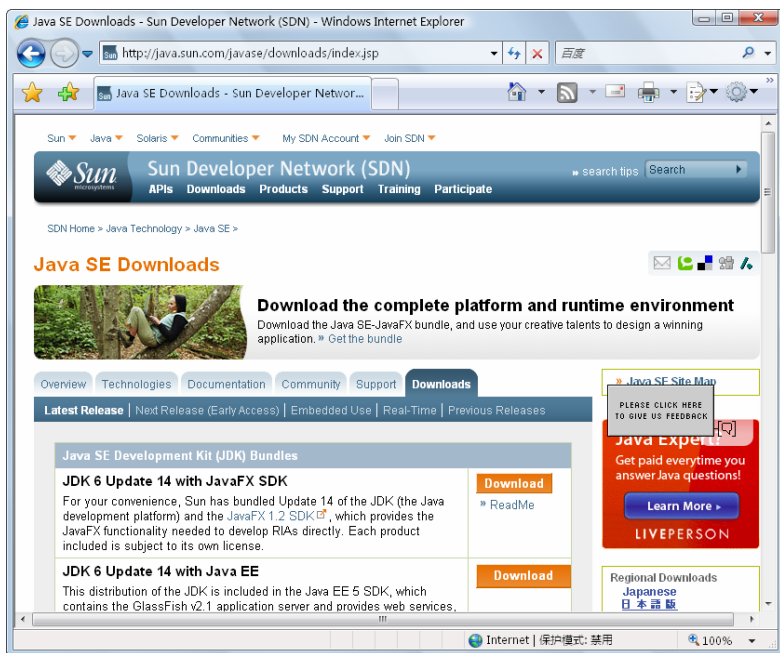 Java SE Downloads - Sun Developer Network (SDN) - Windows Internet Explorer
http://java.sun.com/javase/downloads/index.jsp
百度
Java SE Downloads - Sun Developer Networ...
Sun Java Solaris Communities My SDN Account Join SDN
Sun microsystems
Sun Developer Network (SDN)
» search tips Search
APIs Downloads Products Support Training Participate
SDN Home > Java Technology > Java SE >
Java SE Downloads
Download the complete platform and runtime environment
Download the Java SE-JavaFX bundle, and use your creative talents to design a winning
application. » Get the bundle
Overview Technologies Documentation Community Support Downloads
Latest Release | Next Release (Early Access) | Embedded Use | Real-Time | Previous Releases
Java SE Development Kit (JDK) Bundles
JDK 6 Update 14 with JavaFX SDK
For your convenience, Sun has bundled Update 14 of the JDK (the Java
development platform) and the JavaFX 1.2 SDK, which provides the
JavaFX functionality needed to develop RIAs directly. Each product
included is subject to its own license.
Download
» ReadMe
JDK 6 Update 14 with Java EE
This distribution of the JDK is included in the Java EE 5 SDK, which
contains the GlassFish v2.1 application server and provides web services,
Download
» Java SE Site Map
PLEASE CLICK HERE
TO GIVE US FEEDBACK
Java Expert?
Get paid everytime you
answer Java questions!
Learn More
LIVEPERSON
Regional Downloads
Japanese
日本語版
Internet | 保护模式: 禁用
100%